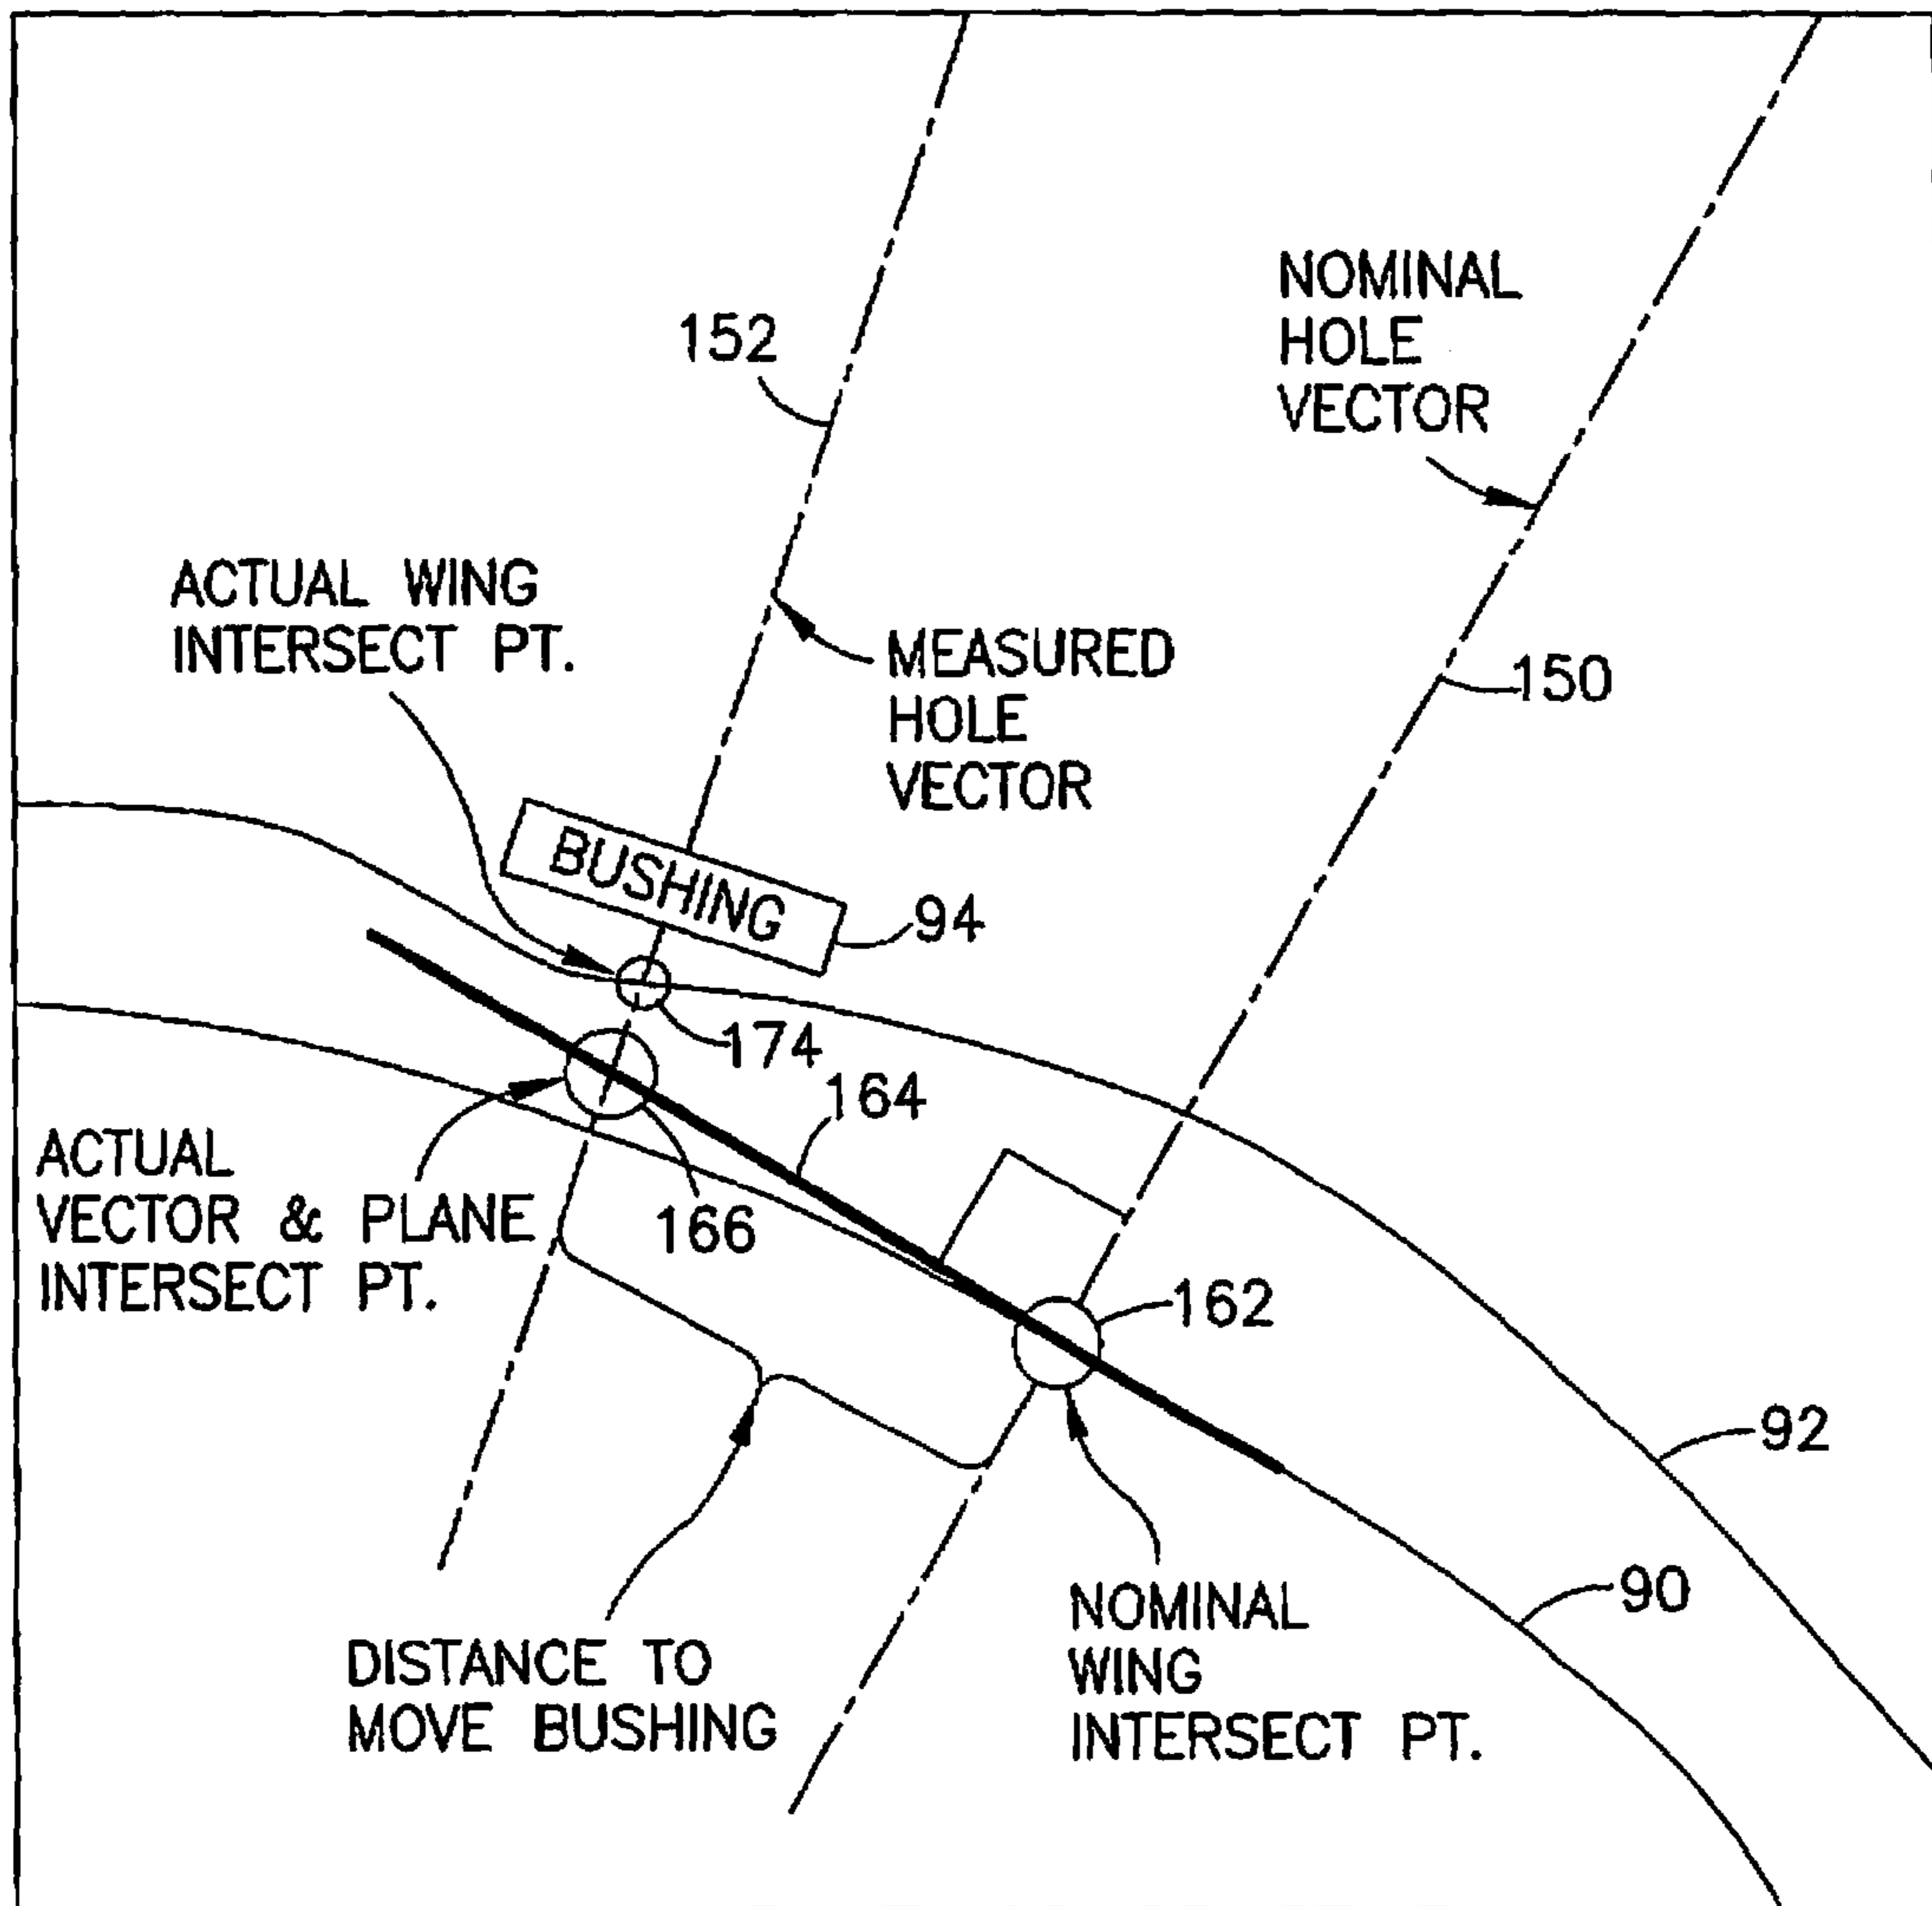 NOMINAL
HOLE
VECTOR
152
ACTUAL WING
INTERSECT PT.
MEASURED
HOLE
VECTOR
150
BUSHING
94
174
164
ACTUAL
VECTOR & PLANE
INTERSECT PT.
166
162
92
90
NOMINAL
WING
INTERSECT PT.
DISTANCE TO
MOVE BUSHING